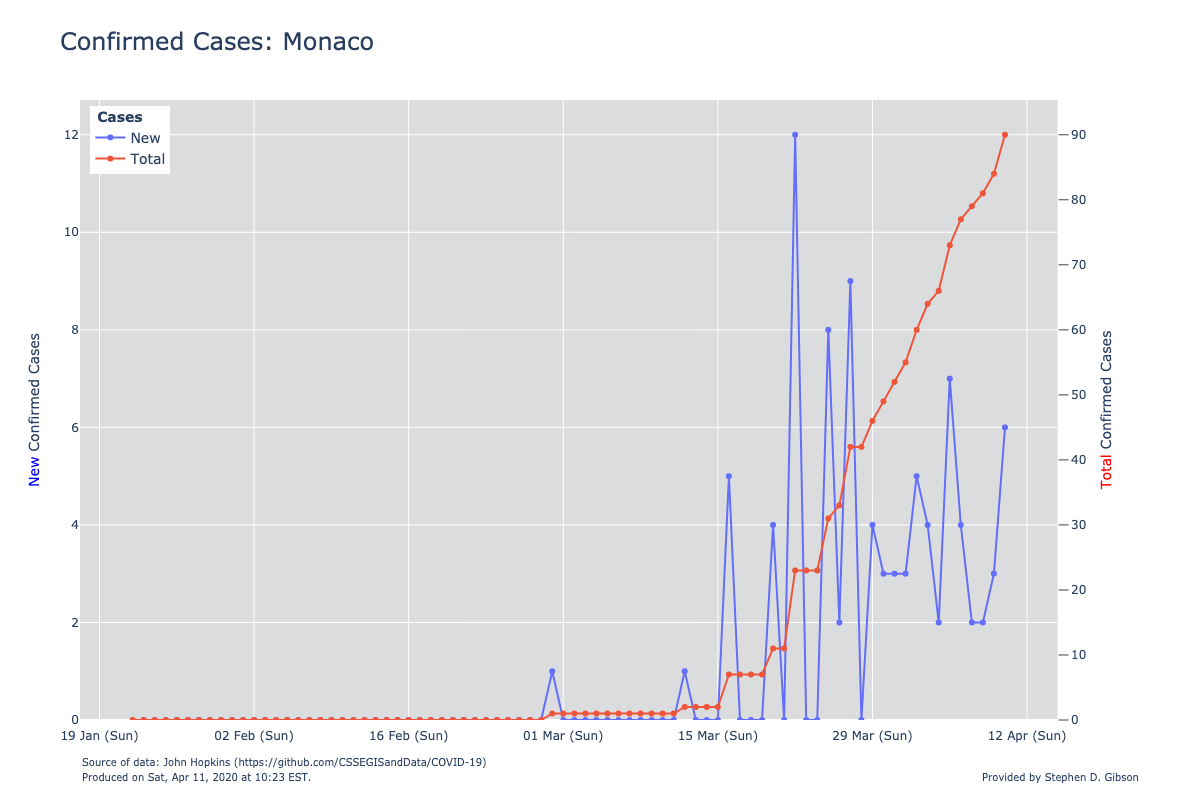 Confirmed Cases: Monaco
Cases
New
Total
12
10
8
6
4
2
0
90
80
70
60
50
40
30
20
10
0
New Confirmed Cases
Total Confirmed Cases
19 Jan (Sun)
02 Feb (Sun)
16 Feb (Sun)
01 Mar (Sun)
15 Mar (Sun)
29 Mar (Sun)
12 Apr (Sun)
Source of data: John Hopkins (https://github.com/CSSEGISandData/COVID-19)
Produced on Sat, Apr 11, 2020 at 10:23 EST.
Provided by Stephen D. Gibson